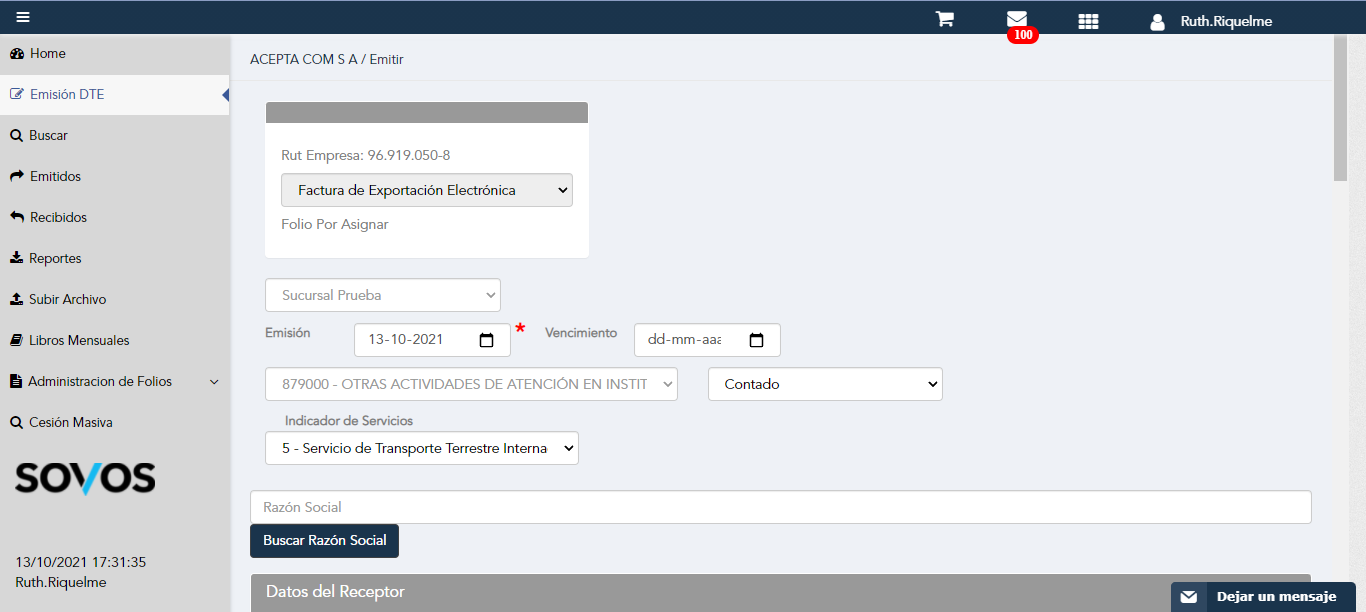 100
Ruth.Riquelme
Home
Emisión DTE
Buscar
Emitidos
Recibidos
Reportes
Subir Archivo
Libros Mensuales
Administracion de Folios
Cesión Masiva
sovos
13/10/2021 17:31:35
Ruth.Riquelme
ACEPTA COM S A / Emitir
Rut Empresa: 96.919.050-8
Factura de Exportación Electrónica
Folio Por Asignar
Sucursal Prueba
Emisión 13-10-2021 * Vencimiento dd-mm-aaa
879000 - OTRAS ACTIVIDADES DE ATENCIÓN EN INSTIT Contado
Indicador de Servicios
5 - Servicio de Transporte Terrestre Interna
Razón Social
Buscar Razón Social
Datos del Receptor
Dejar un mensaje